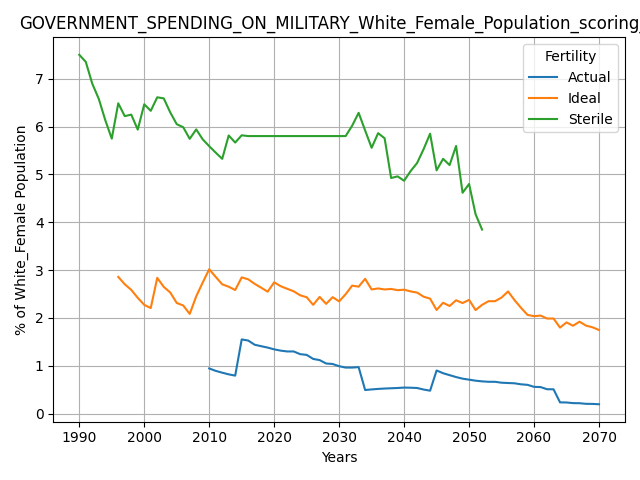 GOVERNMENT_SPENDING_ON_MILITARY_White_Female_Population_scoring
Fertility
Actual
Ideal
Sterile
% of White_Female Population
7
6
5
4
3
2
1
0
1990 2000 2010 2020 2030 2040 2050 2060 2070
Years